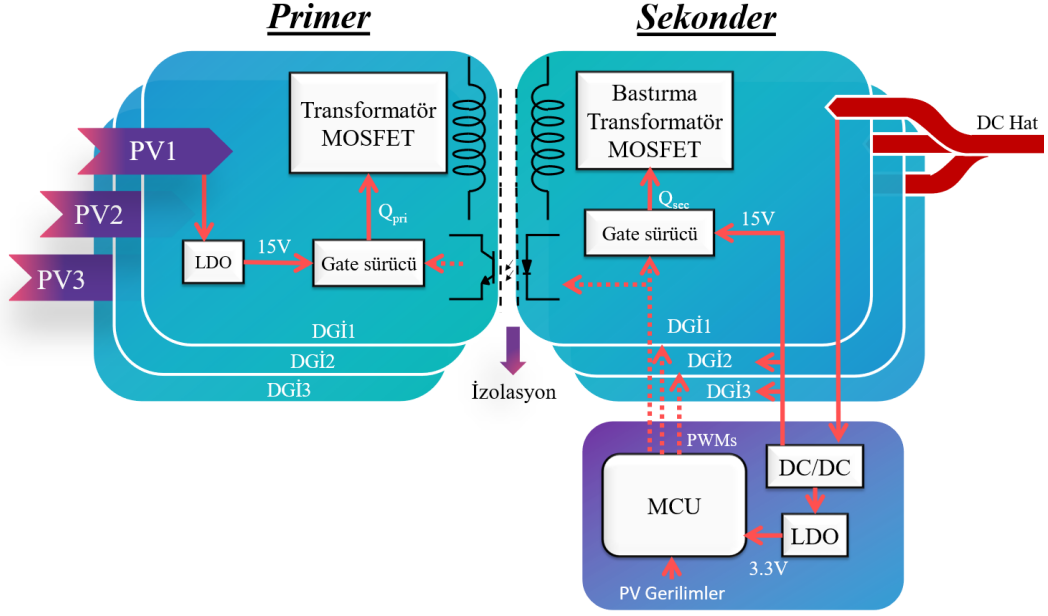 Primer
Sekonder
Transformatör
MOSFET
Bastırma
Transformatör
MOSFET
DC Hat
PV1
PV2
PV3
Qpri
Qsec
LDO
15V
Gate sürücü
Gate sürücü
15V
DGİ1
DGİ2
DGİ3
DGİ1
DGİ2
DGİ3
İzolasyon
PWMs
MCU
DC/DC
LDO
3.3V
PV Gerilimler